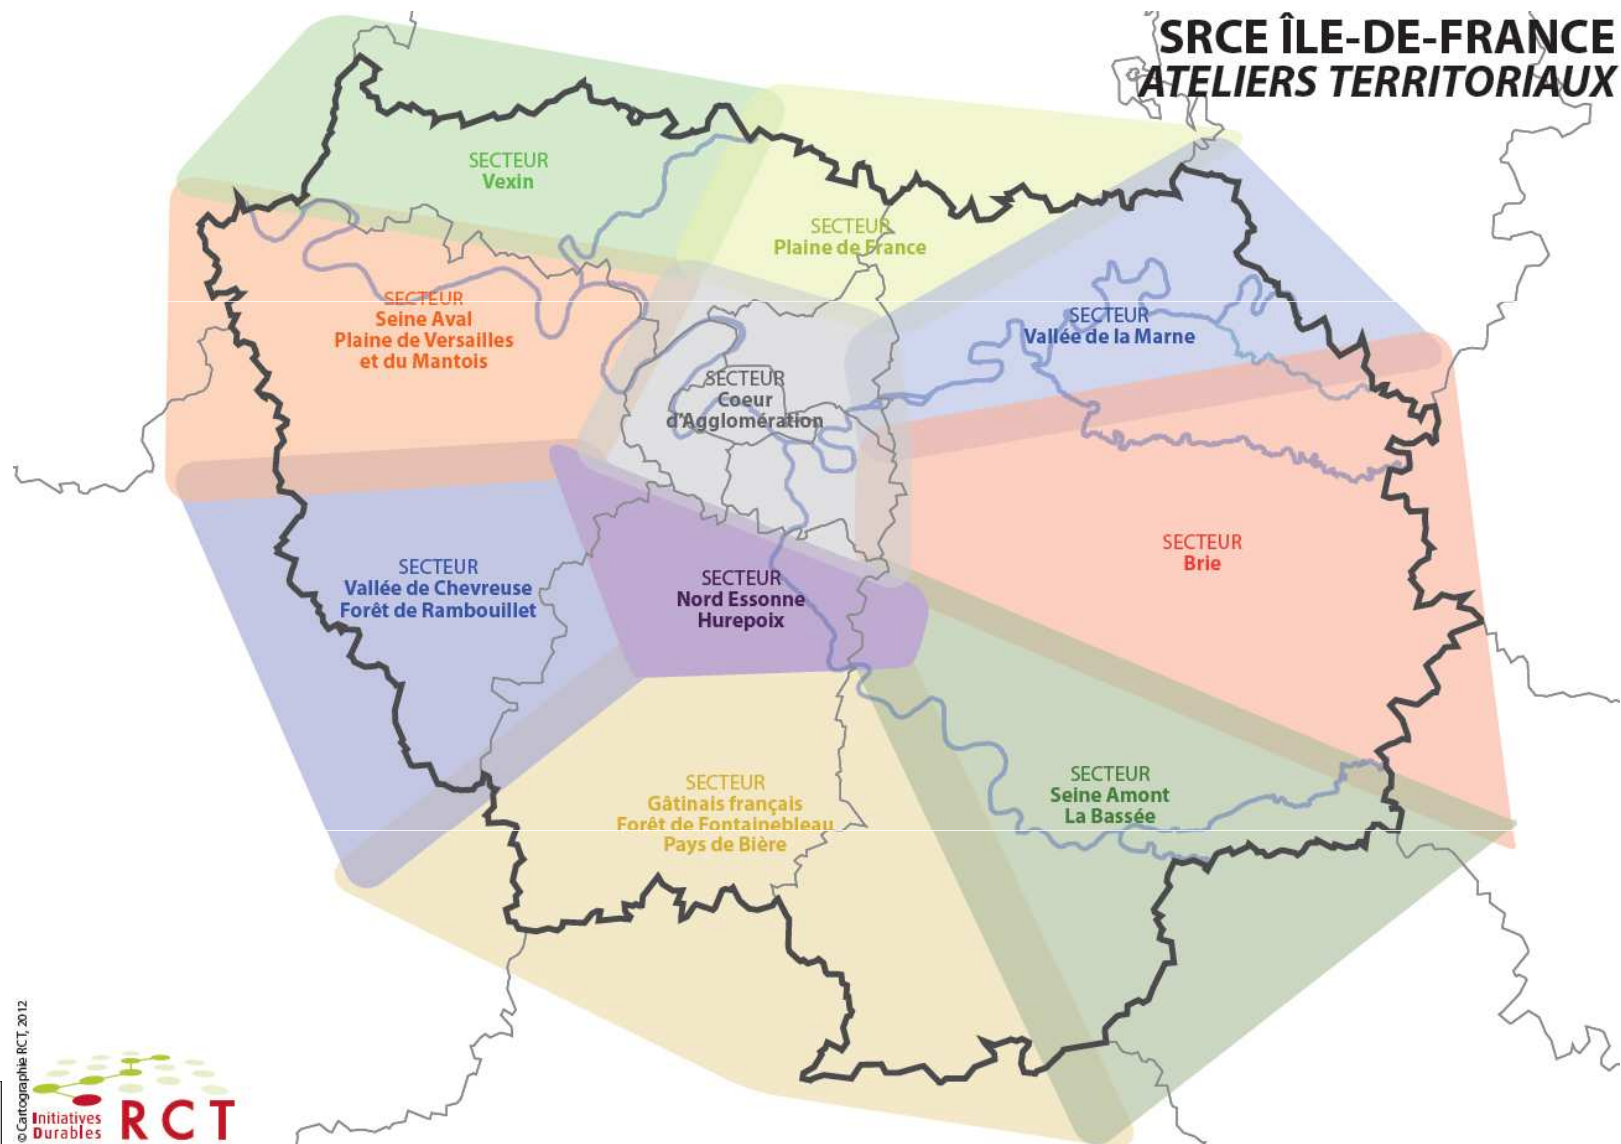 SRCE ÎLE-DE-FRANCE
ATELIERS TERRITORIAUX
SECTEUR
Vexin
SECTEUR
Plaine de France
SECTEUR
Seine Aval
Plaine de Versailles
et du Mantois
SECTEUR
Vallée de la Marne
SECTEUR
Coeur
d'Agglomération
SECTEUR
Brie
SECTEUR
Vallée de Chevreuse
Forêt de Rambouillet
SECTEUR
Nord Essonne
Hurepoix
SECTEUR
Gâtinais français
Forêt de Fontainebleau
Pays de Bière
SECTEUR
Seine Amont
La Bassée
© Cartographie RCT, 2012
Initiatives
Durables
RCT